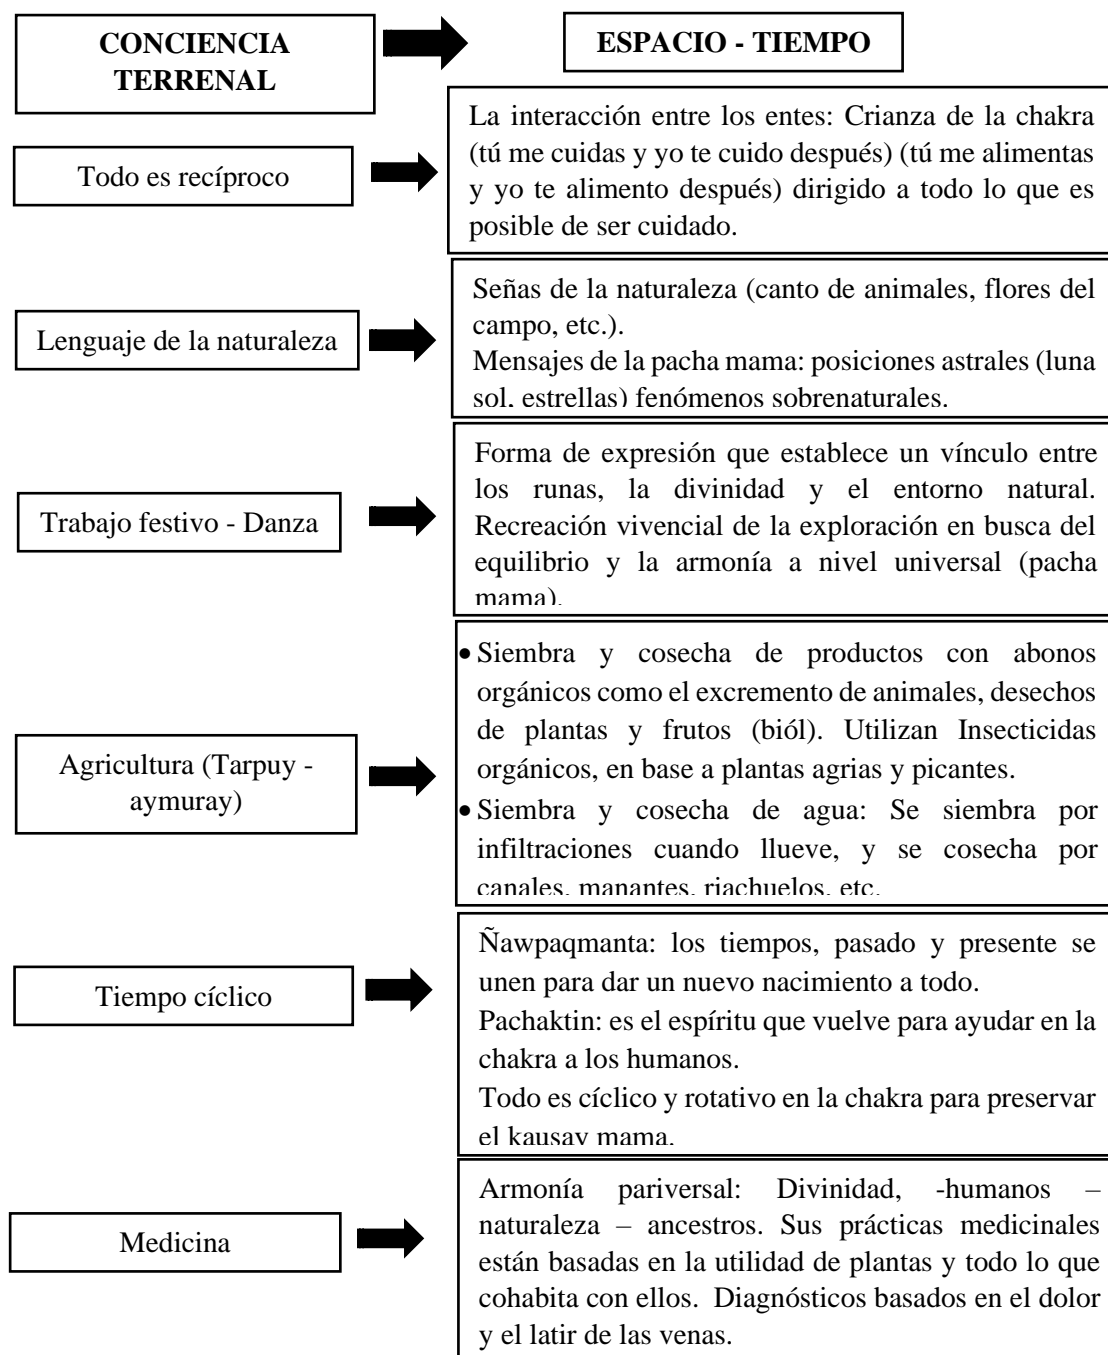 CONCIENCIA
TERRENAL
ESPACIO - TIEMPO
Todo es recíproco
La interacción entre los entes: Crianza de la chakra
(tú me cuidas y yo te cuido después) (tú me alimentas
y yo te alimento después) dirigido a todo lo que es
posible de ser cuidado.
Lenguaje de la naturaleza
Señas de la naturaleza (canto de animales, flores del
campo, etc.).
Mensajes de la pacha mama: posiciones astrales (luna
sol, estrellas) fenómenos sobrenaturales.
Trabajo festivo - Danza
Forma de expresión que establece un vínculo entre
los runas, la divinidad y el entorno natural.
Recreación vivencial de la exploración en busca del
equilibrio y la armonía a nivel universal (pacha
mama).
Agricultura (Tarpuy -
aymuray)
• Siembra y cosecha de productos con abonos
orgánicos como el excremento de animales, desechos
de plantas y frutos (biól). Utilizan Insecticidas
orgánicos, en base a plantas agrias y picantes.
• Siembra y cosecha de agua: Se siembra por
infiltraciones cuando llueve, y se cosecha por
canales, manantes, riachuelos, etc.
Tiempo cíclico
Ñawpaqmanta: los tiempos, pasado y presente se
unen para dar un nuevo nacimiento a todo.
Pachaktin: es el espíritu que vuelve para ayudar en la
chakra a los humanos.
Todo es cíclico y rotativo en la chakra para preservar
el kausay mama.
Medicina
Armonía pariversal: Divinidad, -humanos –
naturaleza – ancestros. Sus prácticas medicinales
están basadas en la utilidad de plantas y todo lo que
cohabita con ellos. Diagnósticos basados en el dolor
y el latir de las venas.